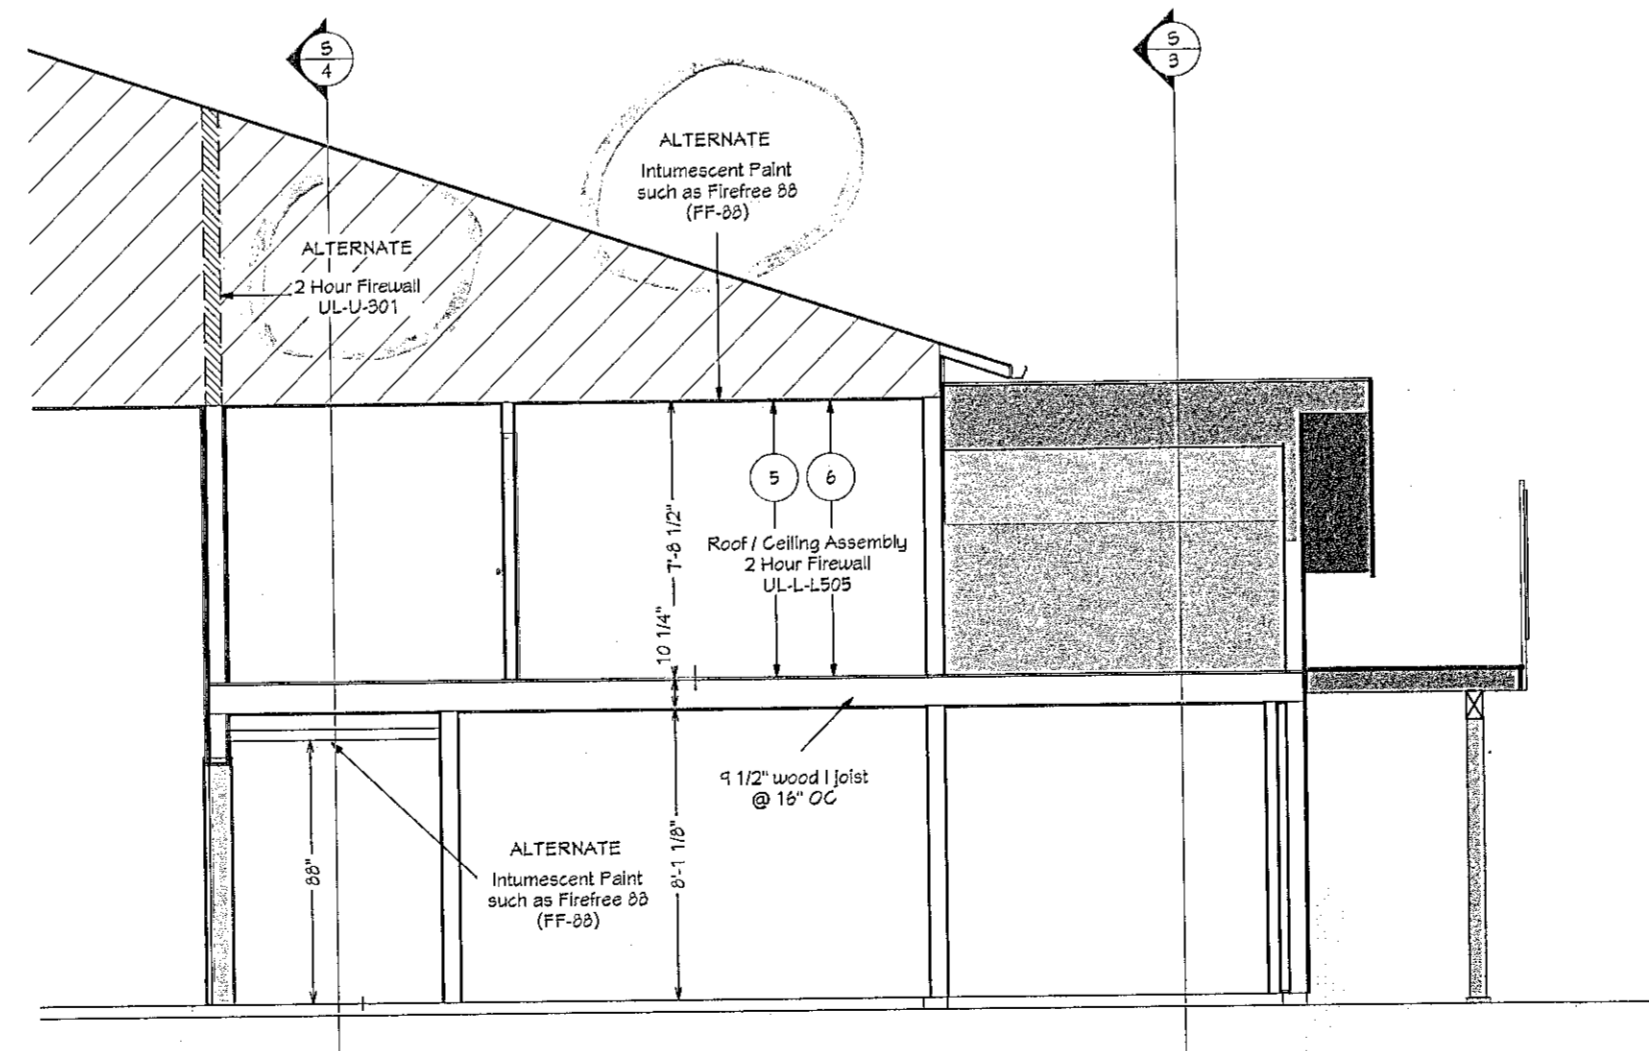 5
4
5
3
ALTERNATE
Intumescent Paint
such as Firefree 88
(FF-88)
ALTERNATE
2 Hour Firewall
UL-U-301
5
6
7'-8 1/2"
Roof / Ceiling Assembly
2 Hour Firewall
UL-L-L505
10 1/4"
9 1/2" wood I joist
@ 16" OC
88"
ALTERNATE
Intumescent Paint
such as Firefree 88
(FF-88)
8'-1 1/8"